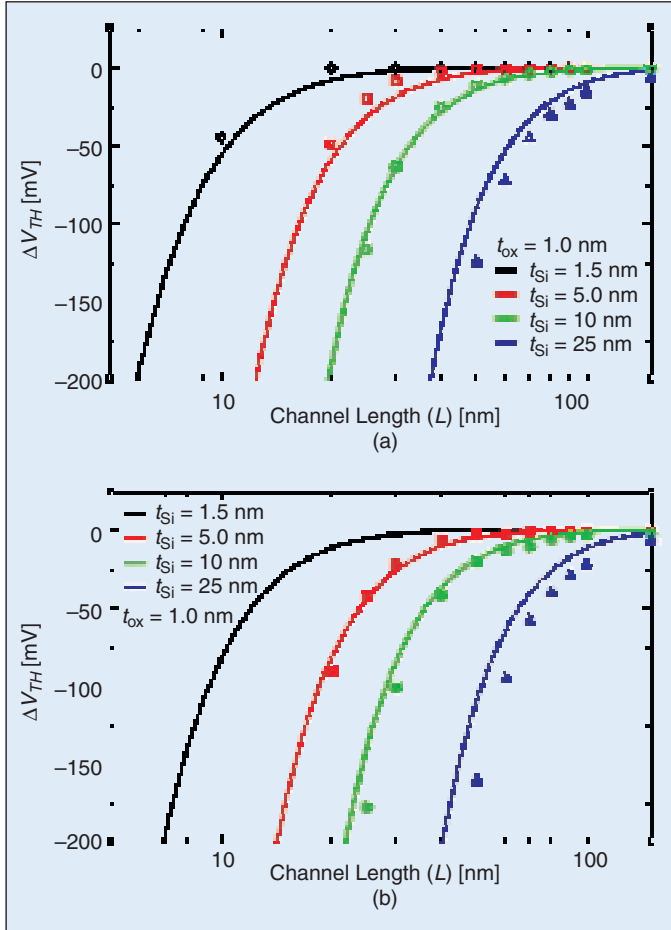 0
−50
−100
−150
−200
ΔV_TH [mV]
t_ox = 1.0 nm
t_Si = 1.5 nm
t_Si = 5.0 nm
t_Si = 10 nm
t_Si = 25 nm
10
100
Channel Length (L) [nm]
(a)
t_Si = 1.5 nm
t_Si = 5.0 nm
t_Si = 10 nm
t_Si = 25 nm
t_ox = 1.0 nm
0
−50
−100
−150
−200
ΔV_TH [mV]
10
100
Channel Length (L) [nm]
(b)